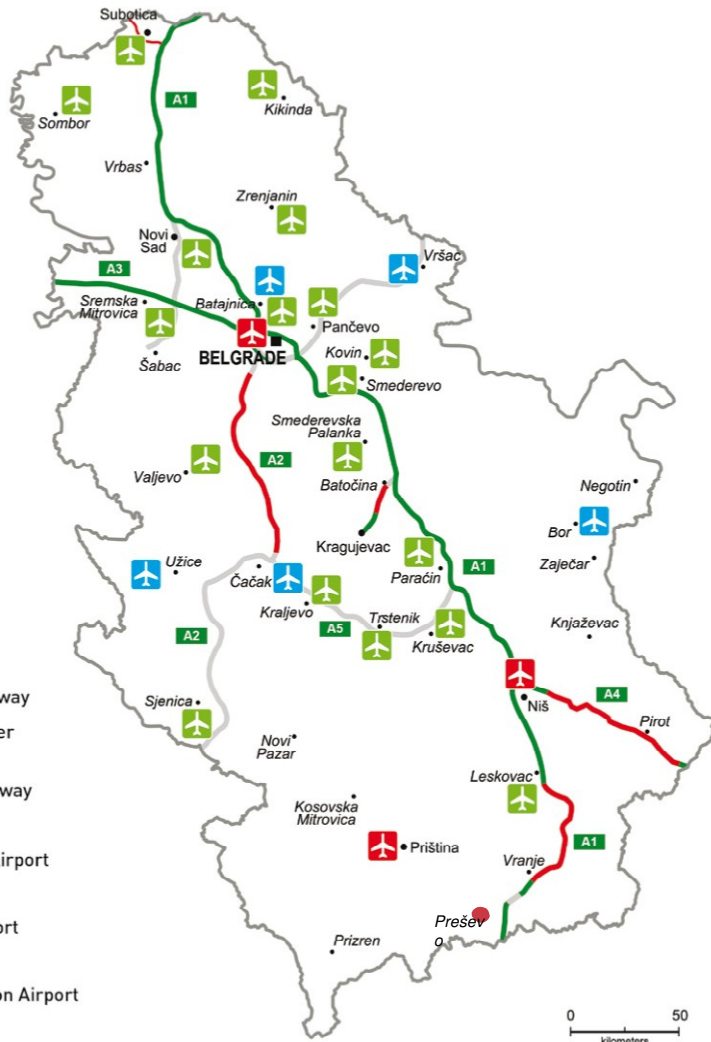 Subotica
A1
Kikinda
Sombor
Vrbas
Zrenjanin
Novi
Sad
Vršac
A3
Sremska
Mitrovica
Batajnica
Pančevo
BELGRADE
Kovin
Šabac
Smederevo
Smederevska
Palanka
A2
Valjevo
Batočina
Negotin
Bor
Kragujevac
Zaječar
Užice
Čačak
Paraćin
A1
Kraljevo
Trstenik
A5
A2
Kruševac
Knjaževac
Sjenica
Niš
A4
Pirot
Novi
Pazar
Leskovac
Kosovska
Mitrovica
Priština
A1
Vranje
Prešev
o
Prizren
way
er
way
Airport
ort
on Airport
0 50
kilometers